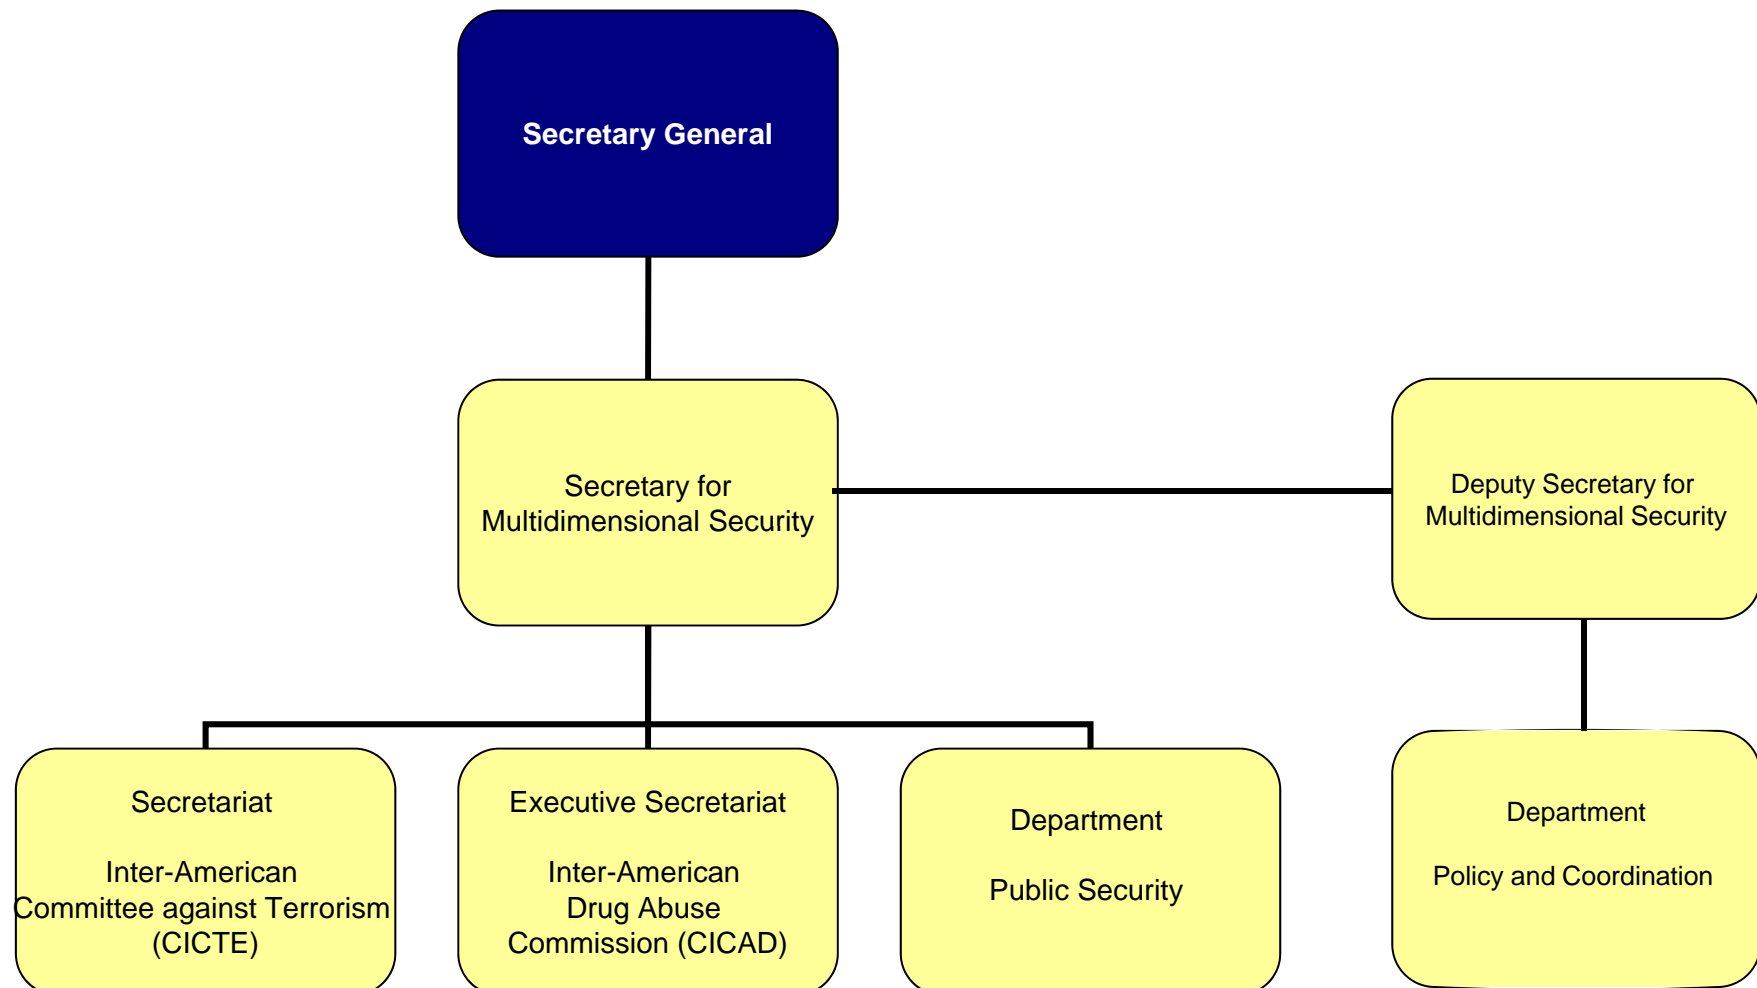 Secretary General
Secretary for
Multidimensional Security
Deputy Secretary for
Multidimensional Security
Secretariat
Inter-American
Committee against Terrorism
(CICTE)
Executive Secretariat
Inter-American
Drug Abuse
Commission (CICAD)
Department
Public Security
Department
Policy and Coordination